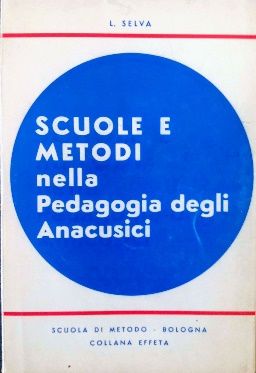 L. SELVA
SCUOLE E
METODI
nella
Pedagogia degli
Anacusici
SCUOLA DI METODO - BOLOGNA
COLLANA EFFETA